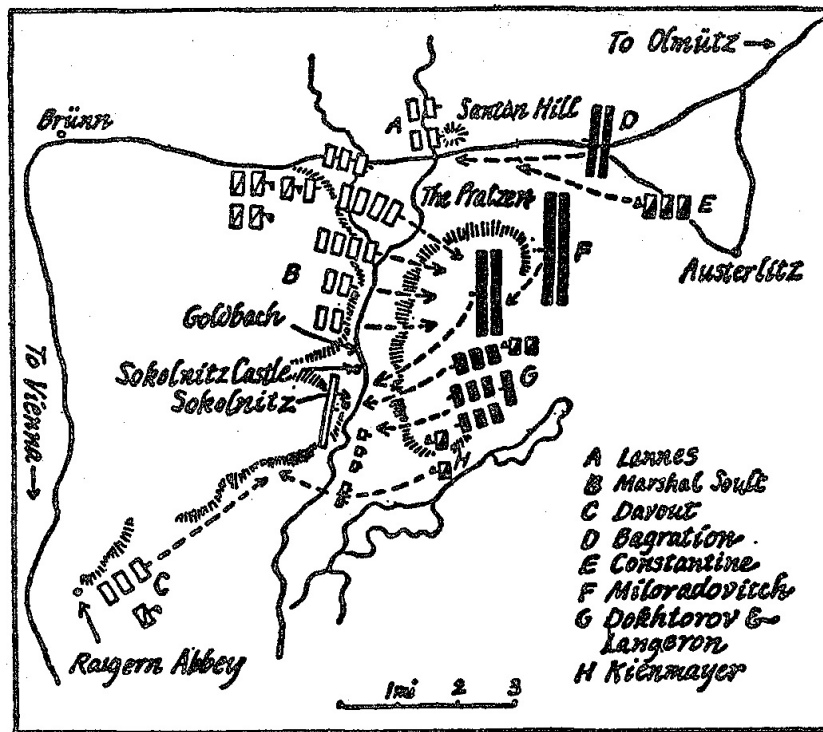 To Olmütz
Brünn
A
Santon Hill
D
The Pratzen
E
F
Austerlitz
B
Goldbach
Sokolnitz Castle
Sokolnitz
G
To Vienna
H
C
Raigern Abbey
1mi 2 3
A Lannes
B Marshal Soult
C Davout
D Bagration.
E Constantine
F Miloradovitch
G Dokhtorov &
Langeron
H Kienmayer